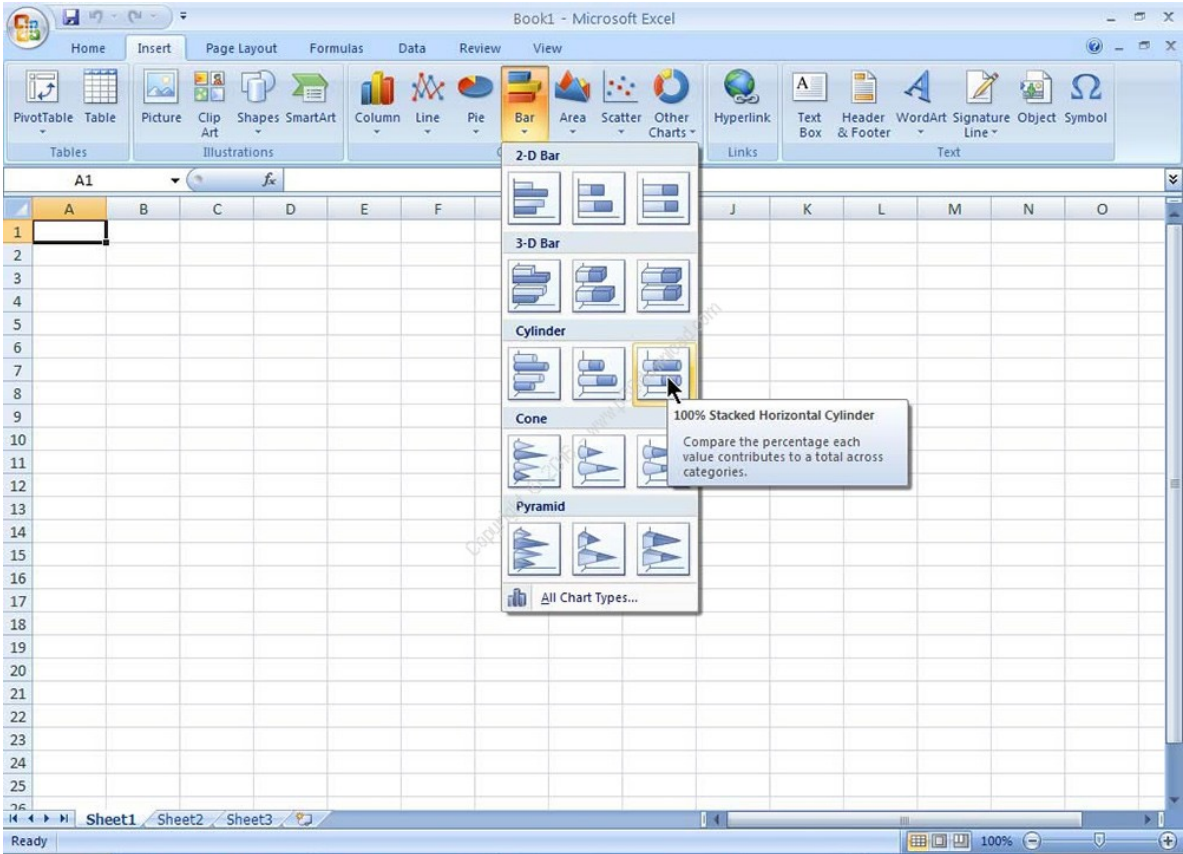 Book1 - Microsoft Excel
Home Insert Page Layout Formulas Data Review View
PivotTable Table Picture Clip Art Shapes SmartArt Column Line Pie Bar Area Scatter Other Charts Hyperlink Text Box Header & Footer WordArt Signature Line Object Symbol
Tables Illustrations Links Text
A1 fx
2-D Bar
A B C D E F J K L M N O
1
2
3-D Bar
3
4
5
Cylinder
6
7
8
9
100% Stacked Horizontal Cylinder
Compare the percentage each
value contributes to a total across
categories.
Cone
10
11
12
13
Pyramid
14
15
16
17
All Chart Types...
18
19
20
21
22
23
24
25
26
Sheet1 Sheet2 Sheet3
Ready 100%